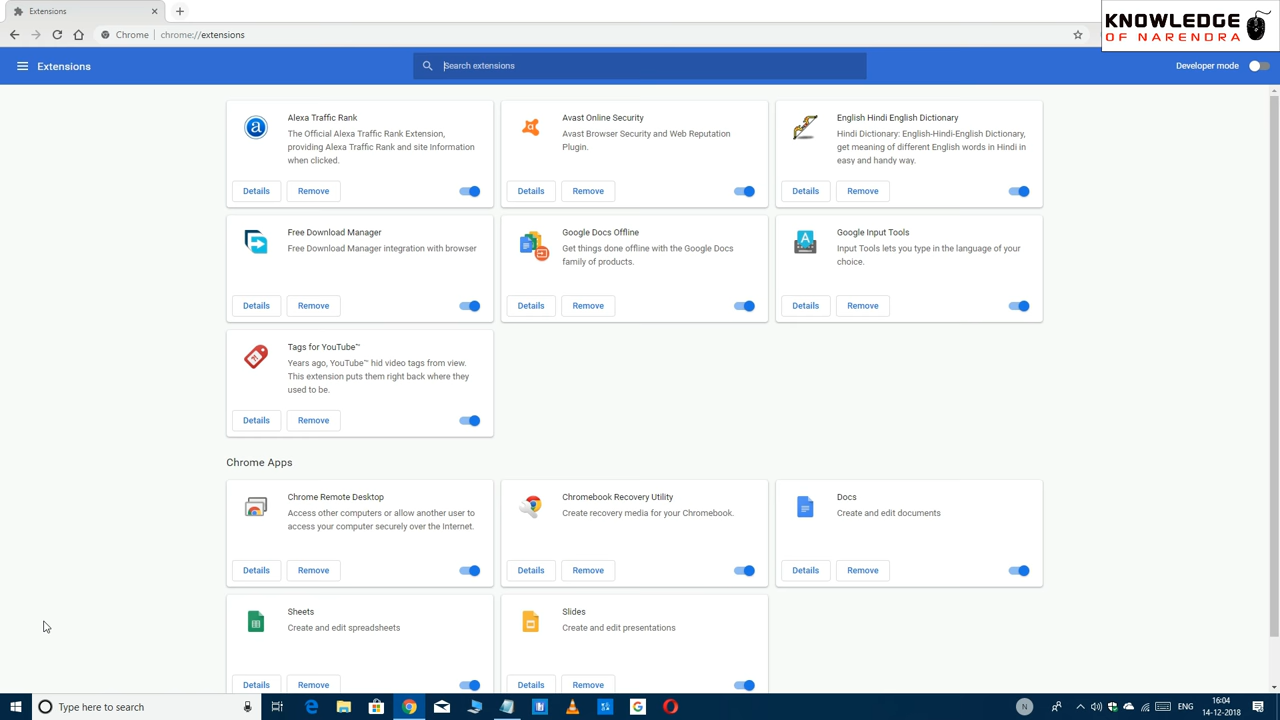 Extensions
KNOWLEDGE
OF NARENDRA
Chrome | chrome://extensions
Extensions
Search extensions
Developer mode
Alexa Traffic Rank
The Official Alexa Traffic Rank Extension,
providing Alexa Traffic Rank and site Information
when clicked.
Details Remove
Avast Online Security
Avast Browser Security and Web Reputation
Plugin.
Details Remove
English Hindi English Dictionary
Hindi Dictionary: English-Hindi-English Dictionary,
get meaning of different English words in Hindi in
easy and handy way.
Details Remove
Free Download Manager
Free Download Manager integration with browser
Details Remove
Google Docs Offline
Get things done offline with the Google Docs
family of products.
Details Remove
Google Input Tools
Input Tools lets you type in the language of your
choice.
Details Remove
Tags for YouTube™
Years ago, YouTube™ hid video tags from view.
This extension puts them right back where they
used to be.
Details Remove
Chrome Apps
Chrome Remote Desktop
Access other computers or allow another user to
access your computer securely over the Internet.
Details Remove
Chromebook Recovery Utility
Create recovery media for your Chromebook.
Details Remove
Docs
Create and edit documents
Details Remove
Sheets
Create and edit spreadsheets
Details Remove
Slides
Create and edit presentations
Details Remove
Type here to search
N
ENG
16:04
14-12-2018